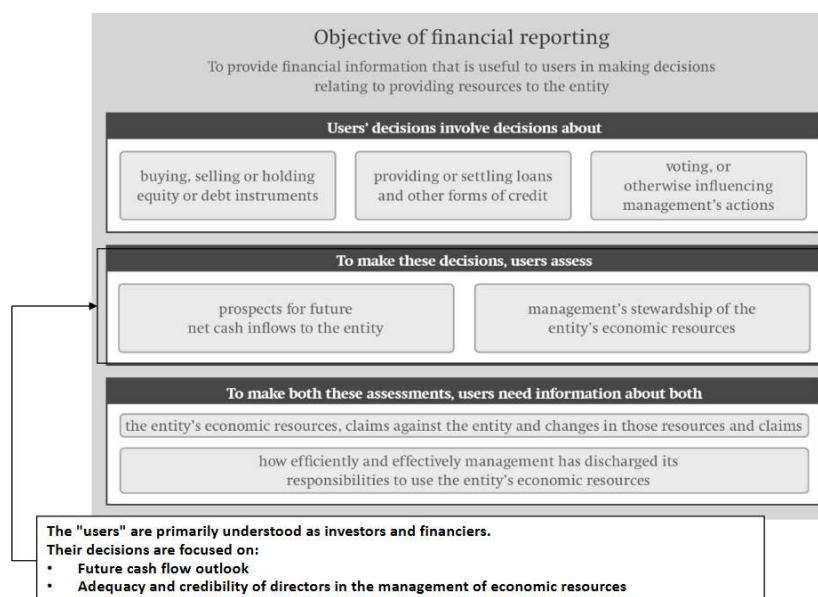 Objective of financial reporting
To provide financial information that is useful to users in making decisions
relating to providing resources to the entity
Users' decisions involve decisions about
buying, selling or holding
equity or debt instruments
providing or settling loans
and other forms of credit
voting, or
otherwise influencing
management's actions
To make these decisions, users assess
prospects for future
net cash inflows to the entity
management's stewardship of the
entity's economic resources
To make both these assessments, users need information about both
the entity's economic resources, claims against the entity and changes in those resources and claims
how efficiently and effectively management has discharged its
responsibilities to use the entity's economic resources
The "users" are primarily understood as investors and financiers.
Their decisions are focused on:
• Future cash flow outlook
• Adequacy and credibility of directors in the management of economic resources